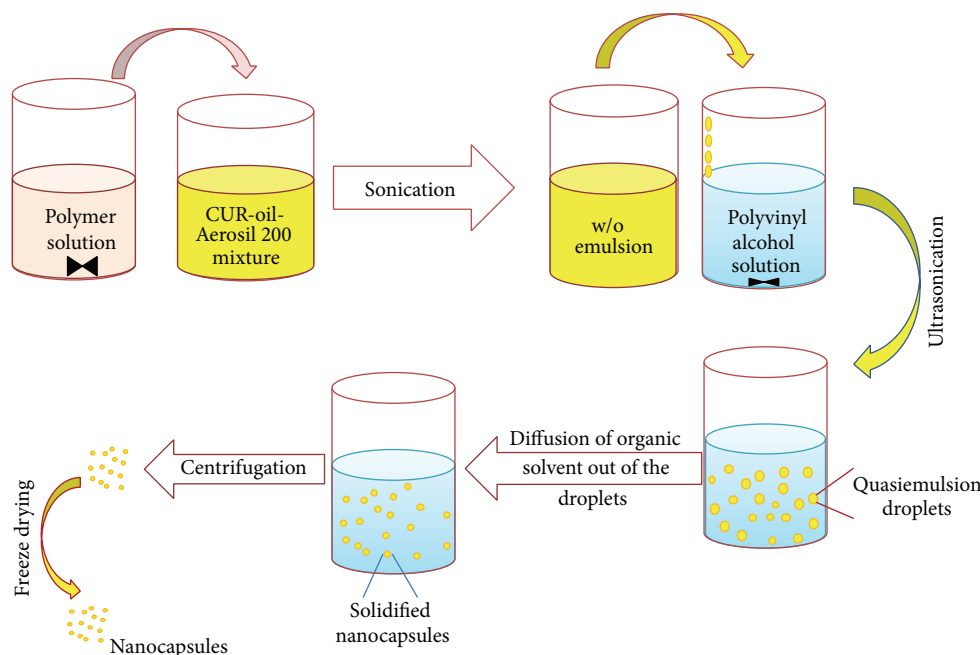 Polymer
solution
CUR-oil-
Aerosil 200
mixture
Sonication
w/o
emulsion
Polyvinyl
alcohol
solution
Ultrasonication
Quasiemulsion
droplets
Diffusion of organic
solvent out of the
droplets
Solidified
nanocapsules
Centrifugation
Freeze drying
Nanocapsules